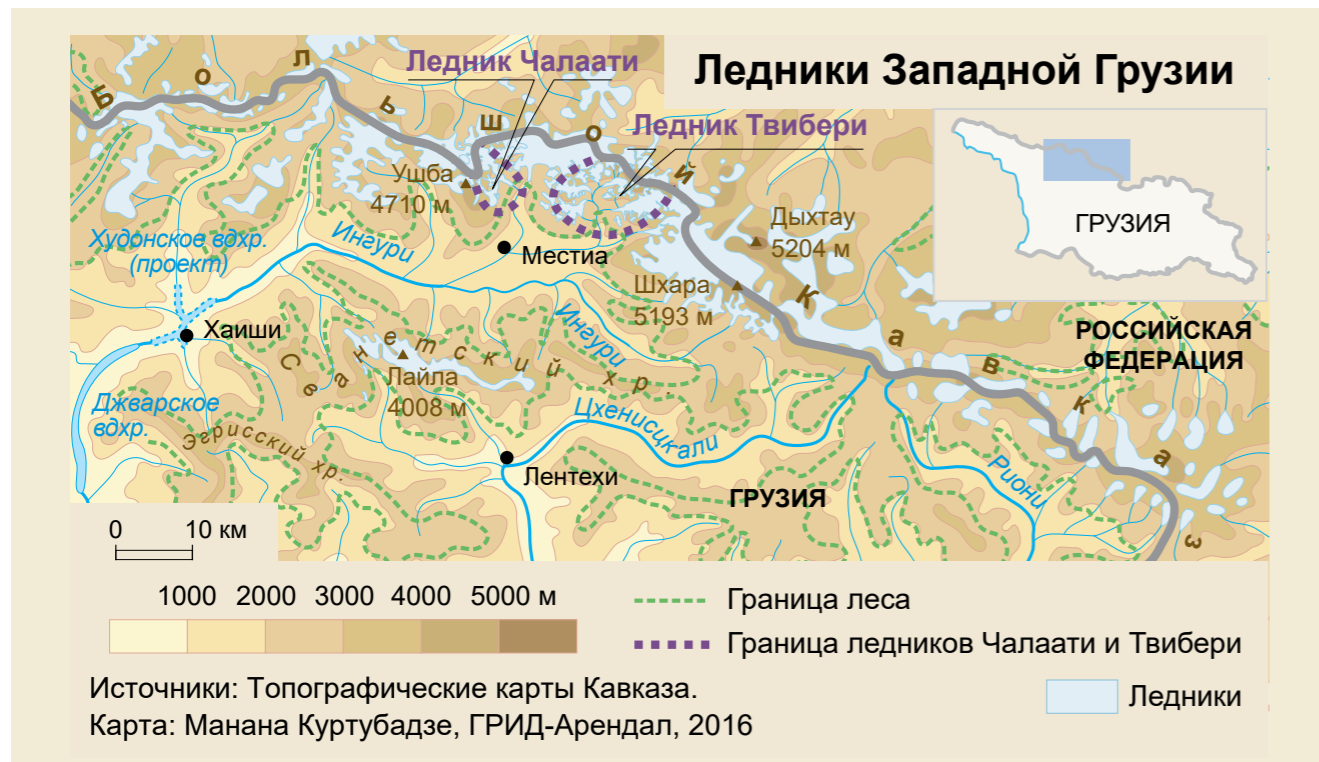 Ледники Западной Грузии
Ледник Чалаати
Ледник Твибери
Большой Кавказ
Ушба
4710 м
Местиа
Дыхтау
5204 м
Шхара
5193 м
ГРУЗИЯ
РОССИЙСКАЯ
ФЕДЕРАЦИЯ
Худонское вдхр.
(проект)
Ингури
Ингури
Хаиши
Сванетский хр.
Лайла
4008 м
Джварское
вдхр.
Эгрисский хр.
Цхенисцкали
Лентехи
ГРУЗИЯ
Риони
0 10 км
1000 2000 3000 4000 5000 м
Граница леса
Граница ледников Чалаати и Твибери
Ледники
Источники: Топографические карты Кавказа.
Карта: Манана Куртубадзе, ГРИД-Арендал, 2016